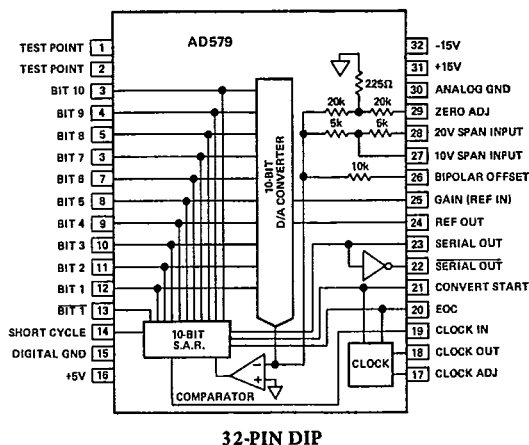 AD579
TEST POINT 1
TEST POINT 2
BIT 10 3
BIT 9 4
BIT 8 5
BIT 7 6
BIT 6 7
BIT 5 8
BIT 4 9
BIT 3 10
BIT 2 11
BIT 1 12
BIT 1 13
SHORT CYCLE 14
DIGITAL GND 15
+5V 16
10-BIT
D/A CONVERTER
10-BIT
S.A.R.
COMPARATOR
-
+
225Ω
20k 20k
5k 5k
10k
CLOCK
32 -15V
31 +15V
30 ANALOG GND
29 ZERO ADJ
28 20V SPAN INPUT
27 10V SPAN INPUT
26 BIPOLAR OFFSET
25 GAIN (REF IN)
24 REF OUT
23 SERIAL OUT
22 SERIAL OUT
21 CONVERT START
20 EOC
19 CLOCK IN
18 CLOCK OUT
17 CLOCK ADJ
32-PIN DIP